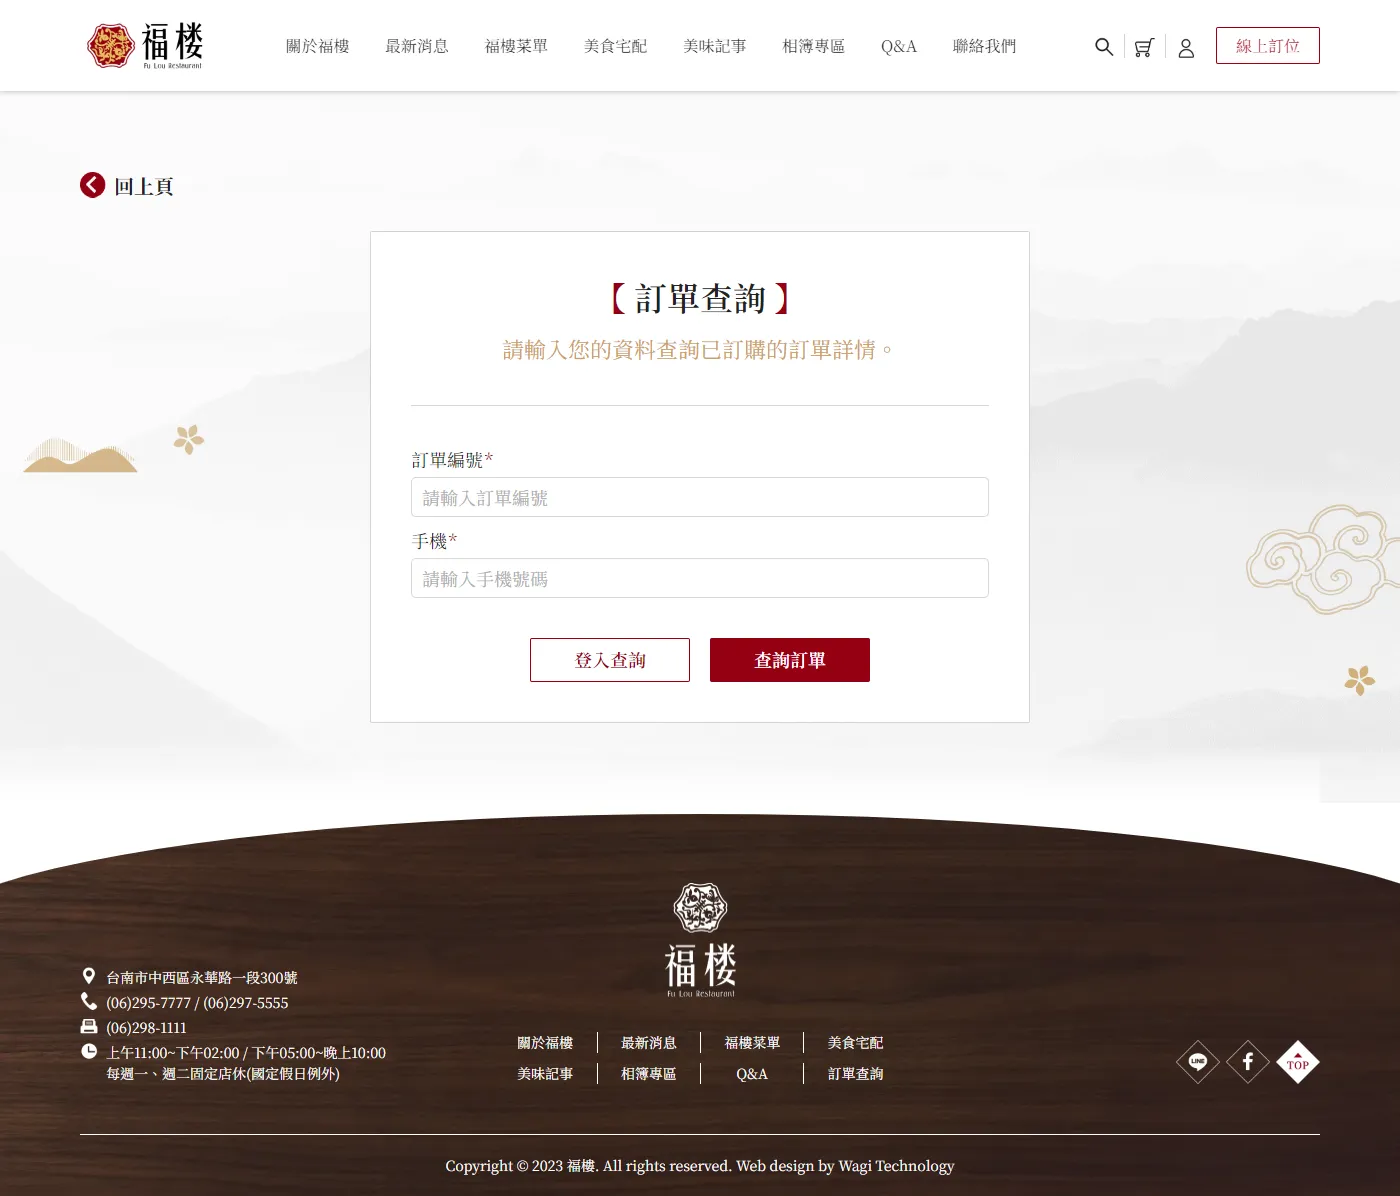 福楼
Fu Lou Restaurant
關於福樓
最新消息
福樓菜單
美食宅配
美味記事
相簿專區
Q&A
聯絡我們
線上訂位
回上頁
【訂單查詢】
請輸入您的資料查詢已訂購的訂單詳情。
訂單編號*
請輸入訂單編號
手機*
請輸入手機號碼
登入查詢
查詢訂單
福楼
Fu Lou Restaurant
台南市中西區永華路一段300號
(06)295-7777 / (06)297-5555
(06)298-1111
上午11:00~下午02:00 / 下午05:00~晚上10:00
每週一、週二固定店休(國定假日例外)
關於福樓
最新消息
福樓菜單
美食宅配
美味記事
相簿專區
Q&A
訂單查詢
LINE
TOP
Copyright © 2023 福樓. All rights reserved. Web design by Wagi Technology